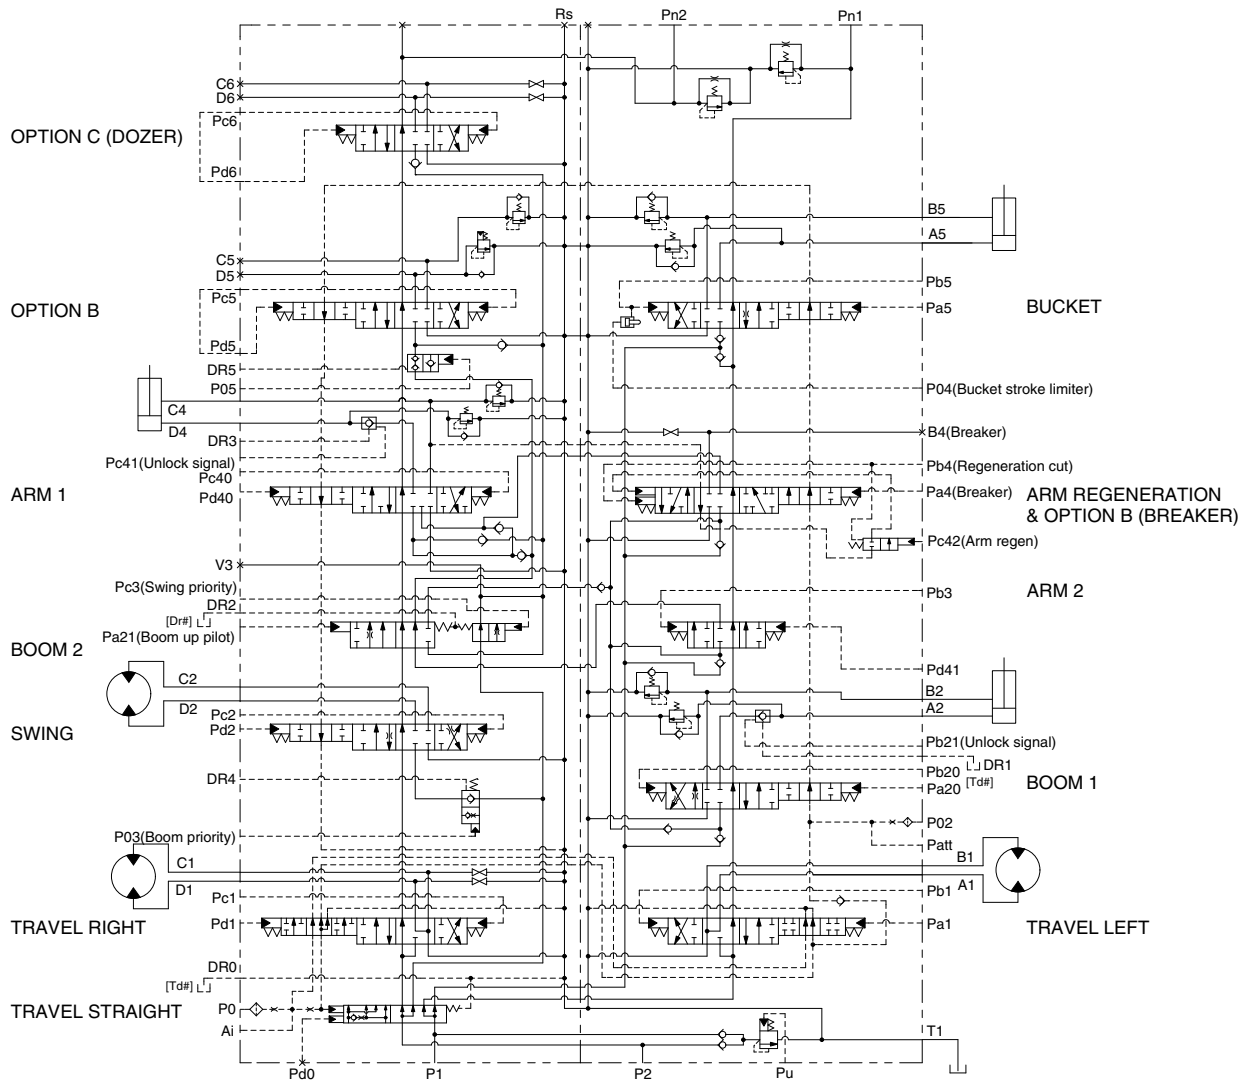 Rs
Pn2
Pn1
C6
D6
Pc6
OPTION C (DOZER)
Pd6
B5
A5
C5
D5
Pb5
Pc5
OPTION B
Pa5
BUCKET
Pd5
DR5
P05
P04(Bucket stroke limiter)
C4
D4
B4(Breaker)
DR3
Pc41(Unlock signal)
Pb4(Regeneration cut)
Pc40
ARM 1
Pd40
Pa4(Breaker)
ARM REGENERATION
& OPTION B (BREAKER)
Pc42(Arm regen)
V3
Pc3(Swing priority)
Pb3
ARM 2
DR2
[Dr#]
Pa21(Boom up pilot)
BOOM 2
Pd41
C2
B2
D2
A2
Pc2
Pd2
SWING
Pb21(Unlock signal)
DR1
DR4
Pb20
Pa20
[Td#]
BOOM 1
P03(Boom priority)
P02
Patt
C1
B1
D1
A1
Pc1
Pb1
TRAVEL RIGHT
Pd1
Pa1
TRAVEL LEFT
DR0
[Td#]
TRAVEL STRAIGHT
P0
Ai
T1
Pd0
P1
P2
Pu